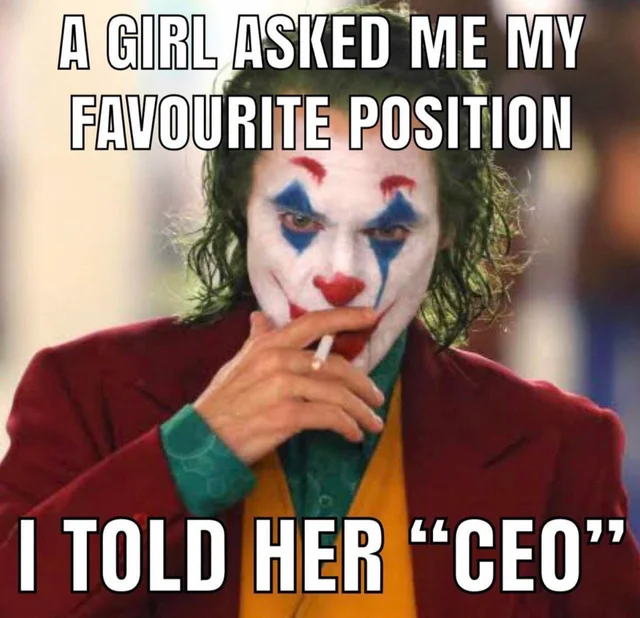 A GIRL ASKED ME MY
FAVOURITE POSITION
I TOLD HER “CEO”